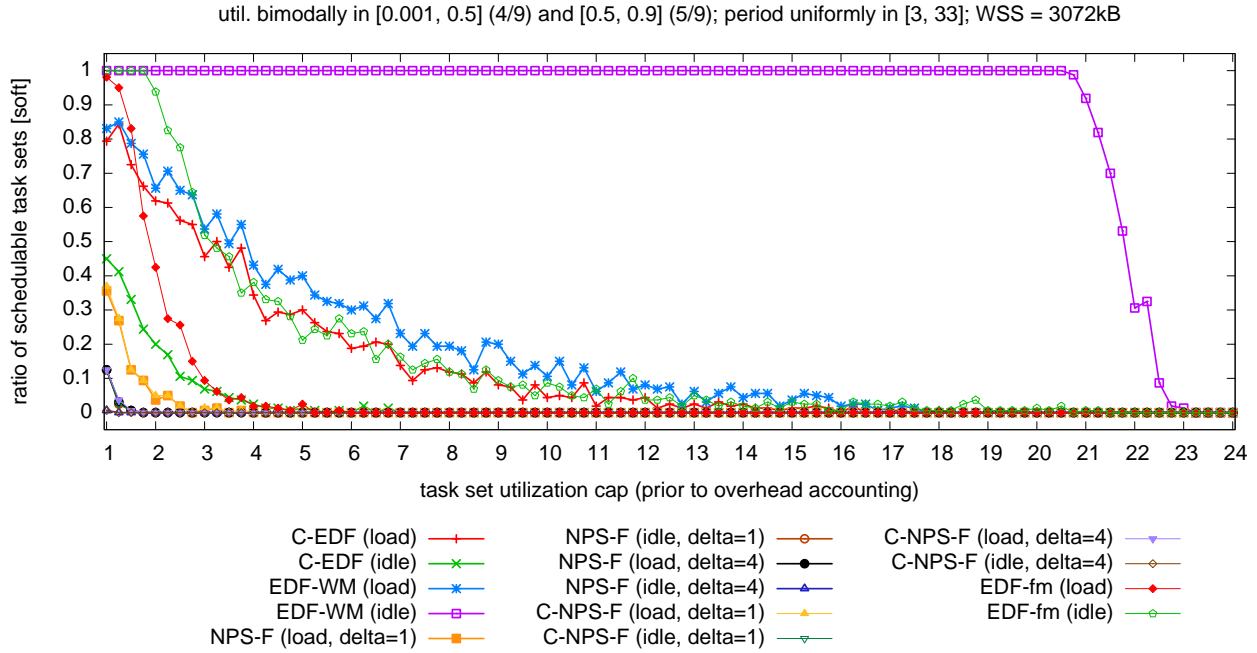 util. bimodally in [0.001, 0.5] (4/9) and [0.5, 0.9] (5/9); period uniformly in [3, 33]; WSS = 3072kB
ratio of schedulable task sets [soft]
1
0.9
0.8
0.7
0.6
0.5
0.4
0.3
0.2
0.1
0
1 2 3 4 5 6 7 8 9 10 11 12 13 14 15 16 17 18 19 20 21 22 23 24
task set utilization cap (prior to overhead accounting)
C-EDF (load)
C-EDF (idle)
EDF-WM (load)
EDF-WM (idle)
NPS-F (load, delta=1)
NPS-F (idle, delta=1)
NPS-F (load, delta=4)
NPS-F (idle, delta=4)
C-NPS-F (load, delta=1)
C-NPS-F (idle, delta=1)
C-NPS-F (load, delta=4)
C-NPS-F (idle, delta=4)
EDF-fm (load)
EDF-fm (idle)